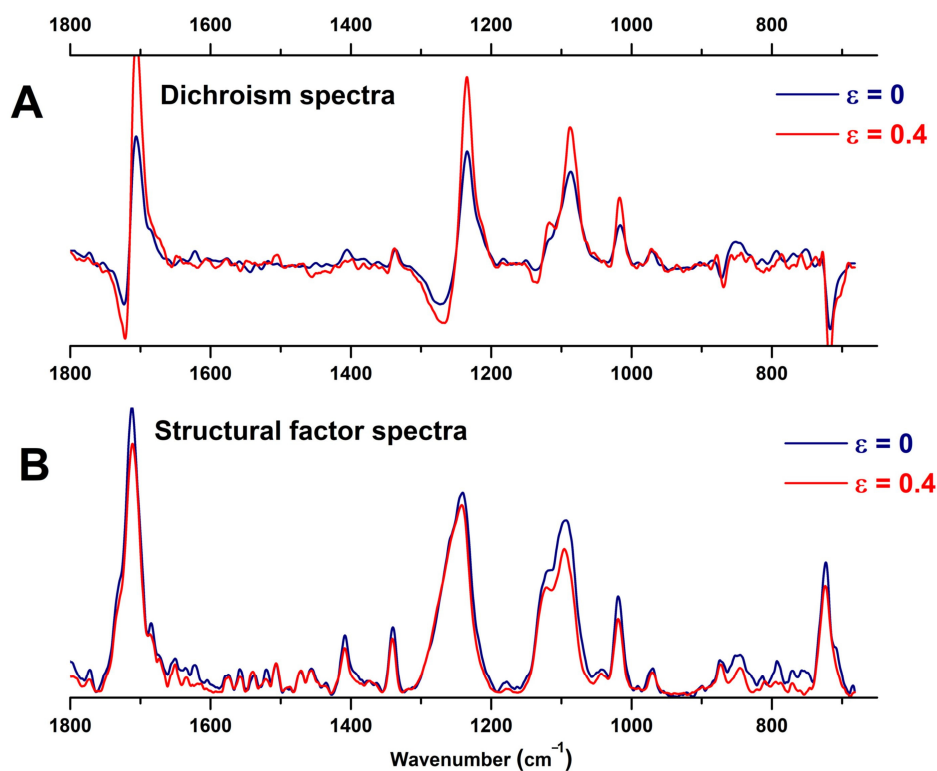 1800 1600 1400 1200 1000 800
A
Dichroism spectra
ε = 0
ε = 0.4
1800 1600 1400 1200 1000 800
B
Structural factor spectra
ε = 0
ε = 0.4
1800 1600 1400 1200 1000 800
Wavenumber (cm⁻¹)